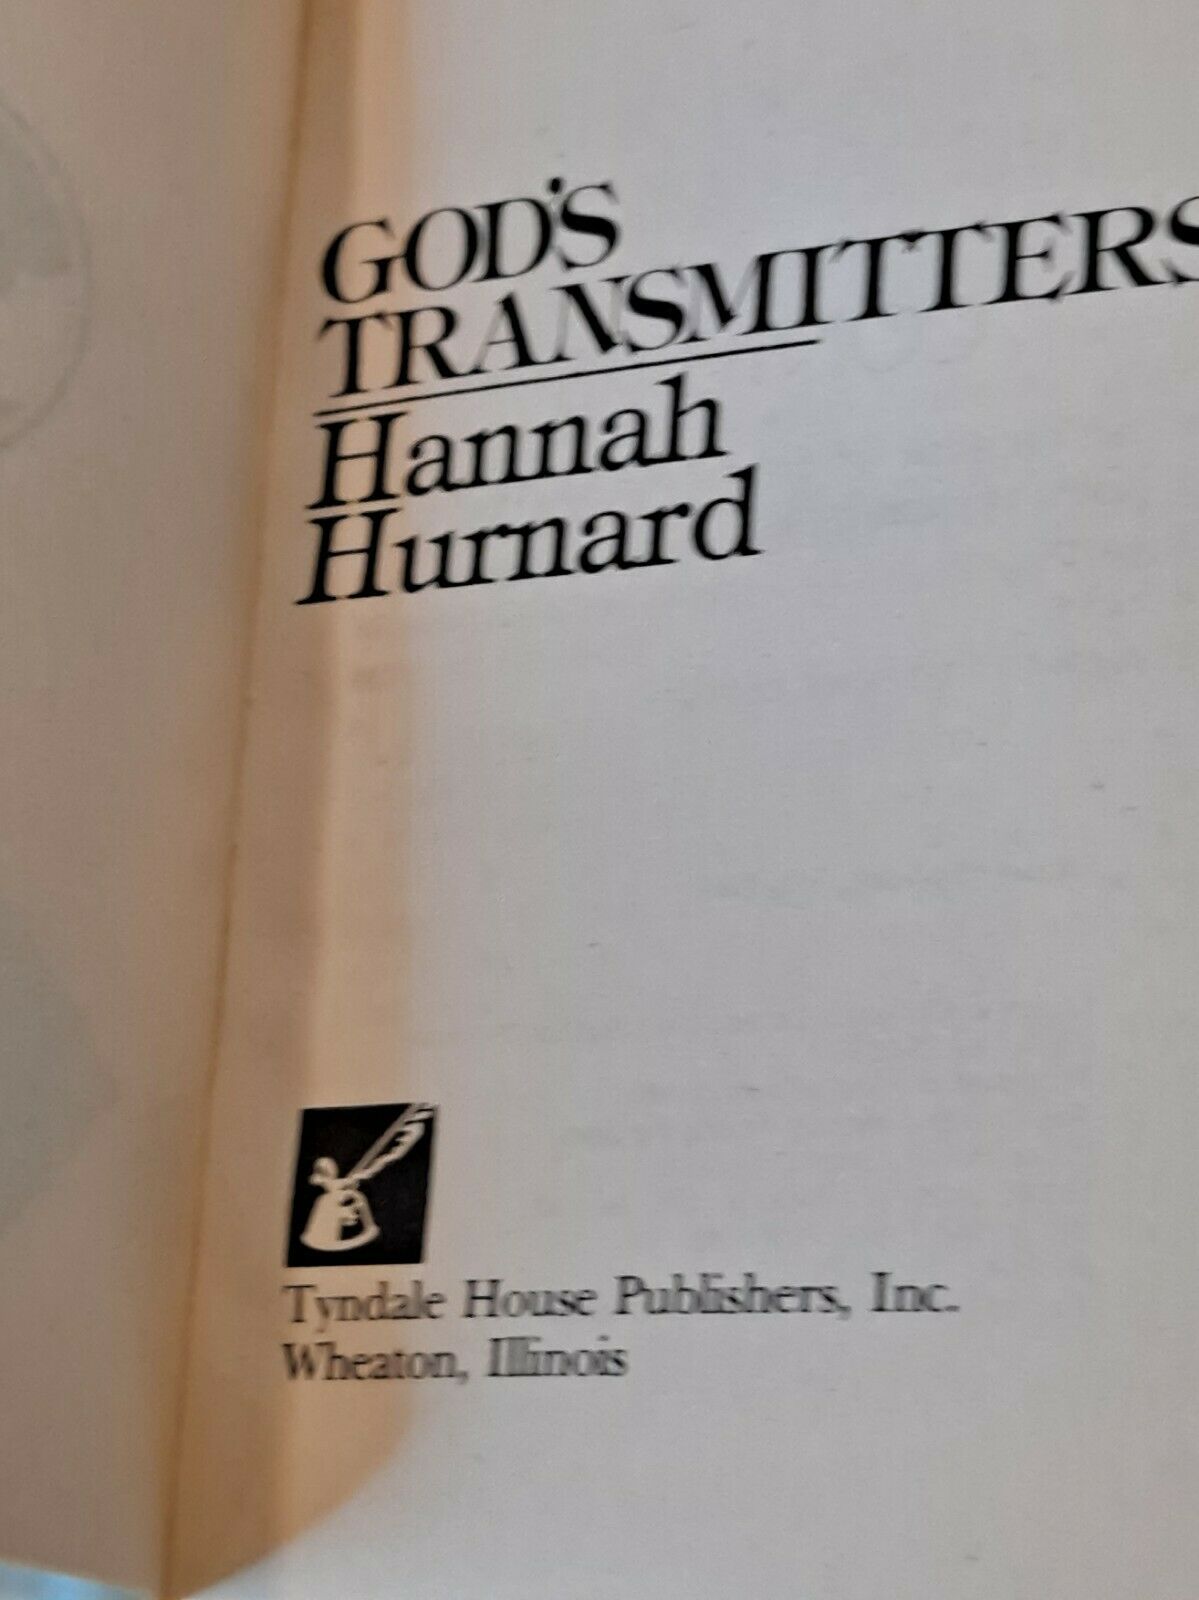 GOD'S
TRANSMITTERS
Hannah
Hurnard
Tyndale House Publishers, Inc.
Wheaton, Illinois